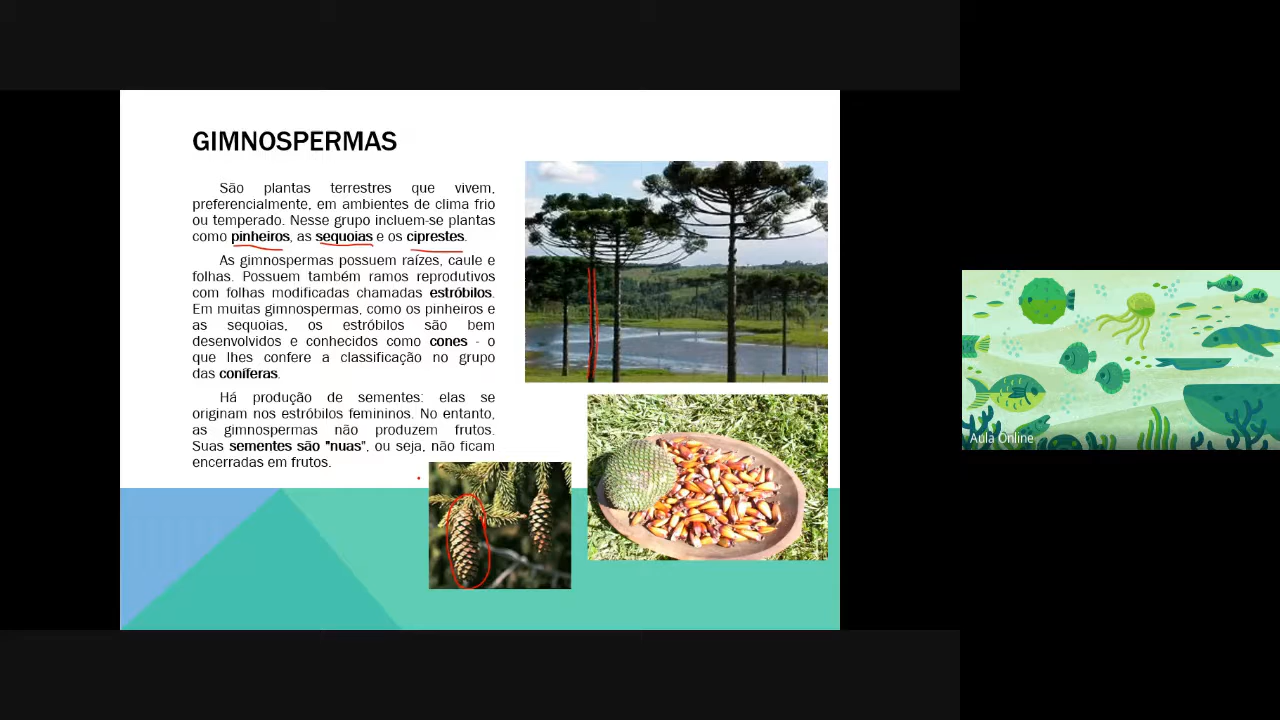 GIMNOSPERMAS
São plantas terrestres que vivem,
preferencialmente, em ambientes de clima frio
ou temperado. Nesse grupo incluem-se plantas
como pinheiros, as sequoias e os ciprestes.
As gimnospermas possuem raízes, caule e
folhas. Possuem também ramos reprodutivos
com folhas modificadas chamadas estróbilos.
Em muitas gimnospermas, como os pinheiros e
as sequoias, os estróbilos são bem
desenvolvidos e conhecidos como cones - o
que lhes confere a classificação no grupo
das coníferas.
Há produção de sementes: elas se
originam nos estróbilos femininos. No entanto,
as gimnospermas não produzem frutos.
Suas sementes são "nuas", ou seja, não ficam
encerradas em frutos.
Aula Online